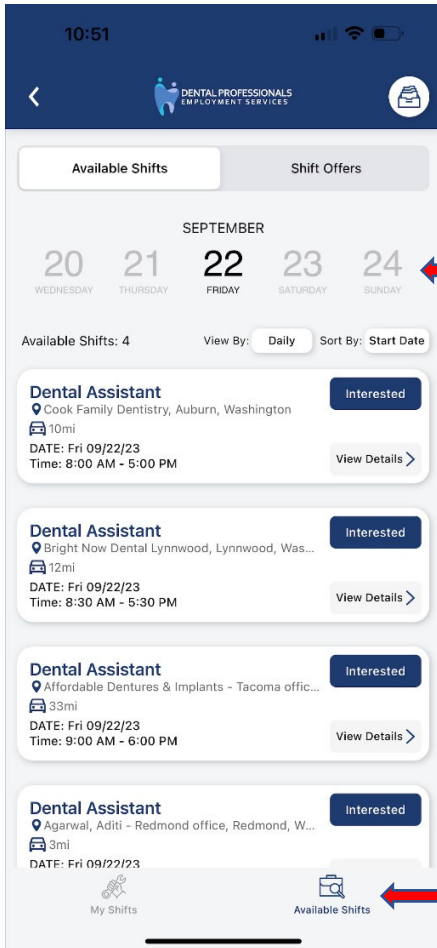 10:51
DENTAL PROFESSIONALS
EMPLOYMENT SERVICES
Available Shifts
Shift Offers
SEPTEMBER
20 21 22 23 24
WEDNESDAY THURSDAY FRIDAY SATURDAY SUNDAY
Available Shifts: 4 View By: Daily Sort By: Start Date
Dental Assistant
Interested
Cook Family Dentistry, Auburn, Washington
10mi
DATE: Fri 09/22/23
Time: 8:00 AM - 5:00 PM
View Details
Dental Assistant
Interested
Bright Now Dental Lynnwood, Lynnwood, Was...
12mi
DATE: Fri 09/22/23
Time: 8:30 AM - 5:30 PM
View Details
Dental Assistant
Interested
Affordable Dentures & Implants - Tacoma offic...
33mi
DATE: Fri 09/22/23
Time: 9:00 AM - 6:00 PM
View Details
Dental Assistant
Interested
Agarwal, Aditi - Redmond office, Redmond, W...
3mi
DATE: Fri 09/22/23
My Shifts
Available Shifts